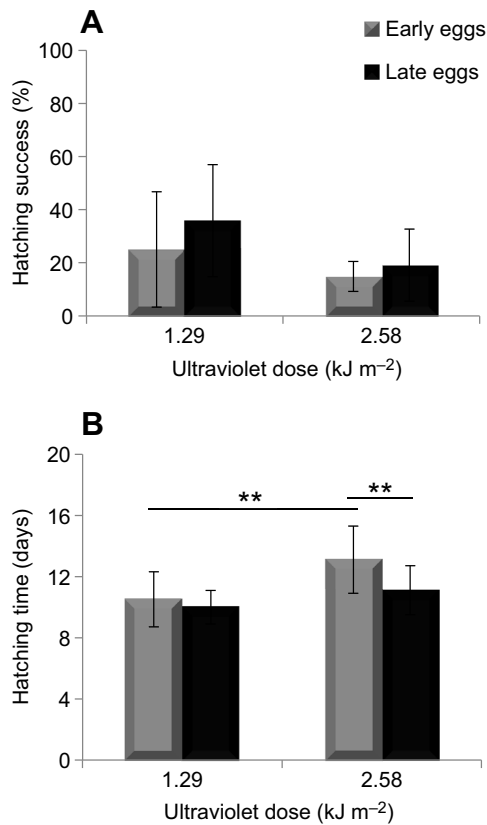 A
Early eggs
Late eggs
Hatching success (%)
100
80
60
40
20
0
1.29 2.58
Ultraviolet dose (kJ m⁻²)
B
Hatching time (days)
20
16
12
8
4
0
** **
1.29 2.58
Ultraviolet dose (kJ m⁻²)